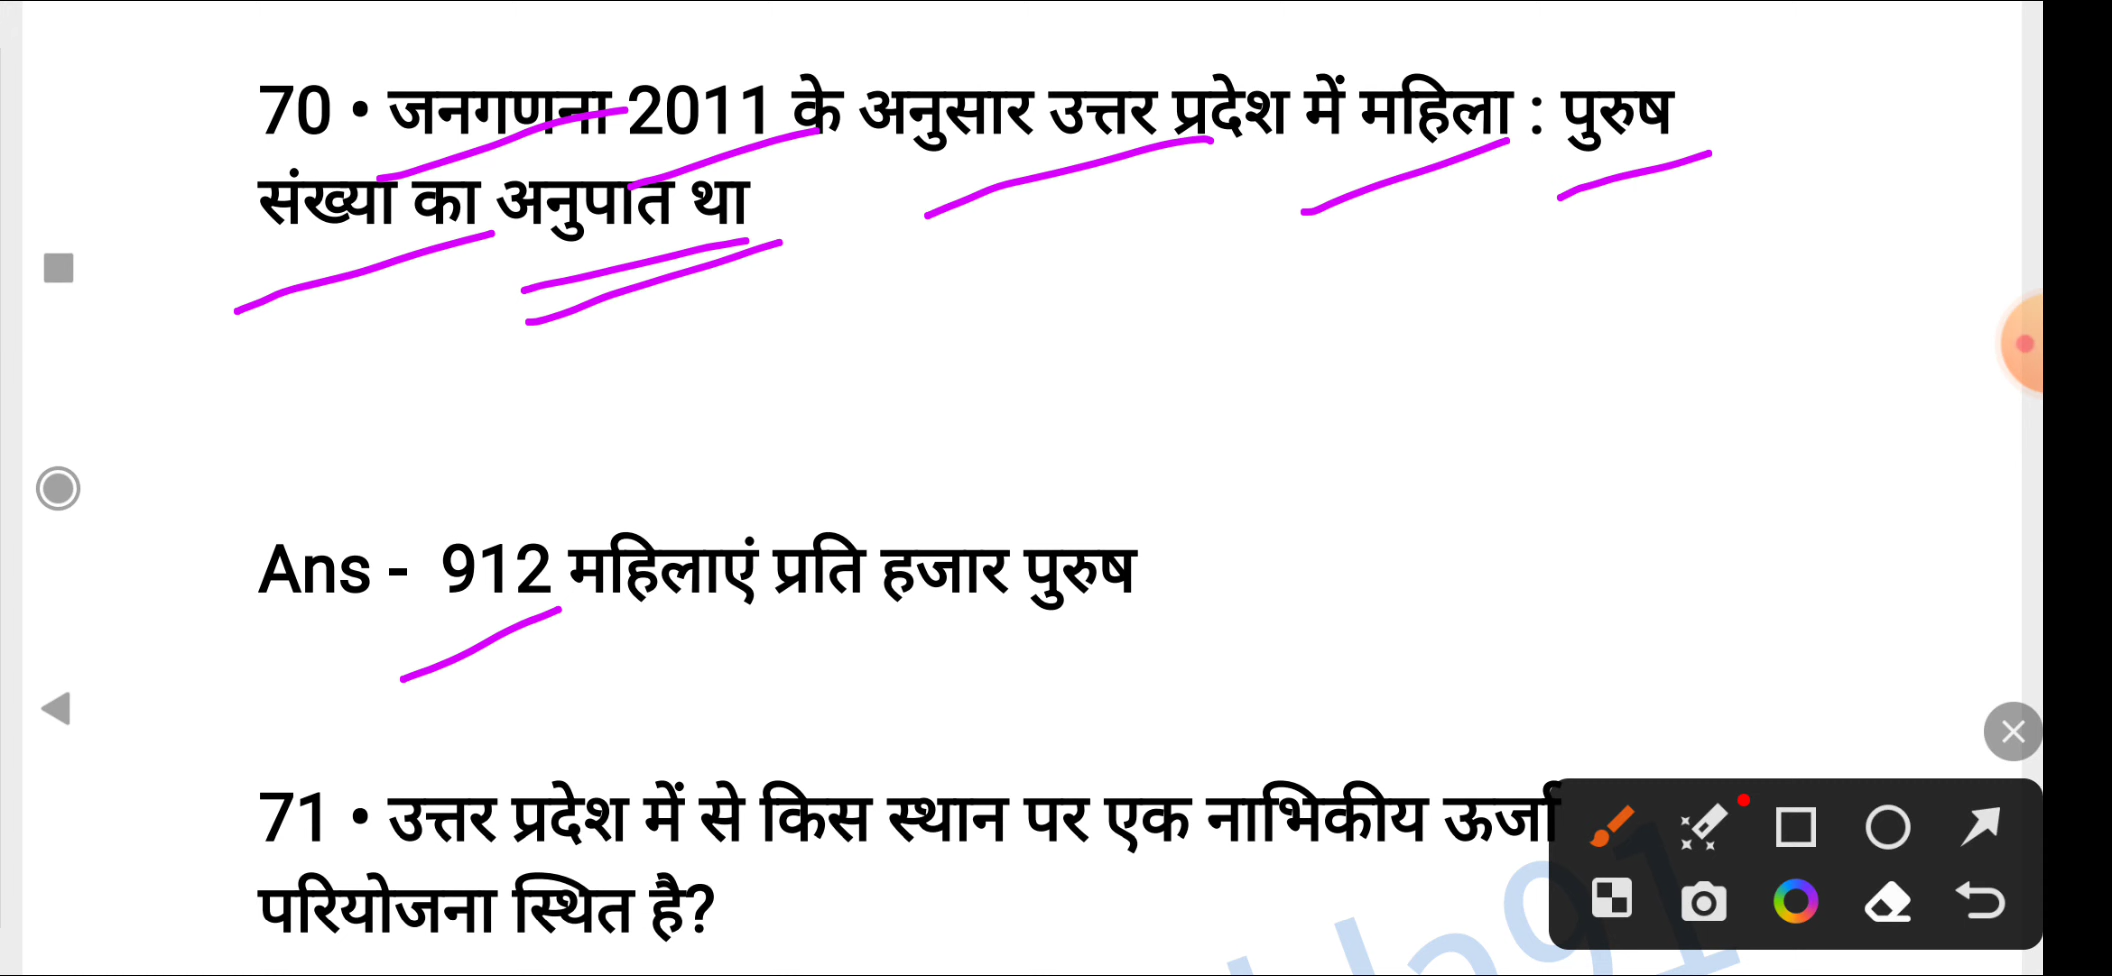 70 • जनगणना 2011 के अनुसार उत्तर प्रदेश में महिला : पुरुष
संख्या का अनुपात था
Ans - 912 महिलाएं प्रति हजार पुरुष
71 • उत्तर प्रदेश में से किस स्थान पर एक नाभिकीय ऊर्जा
परियोजना स्थित है?